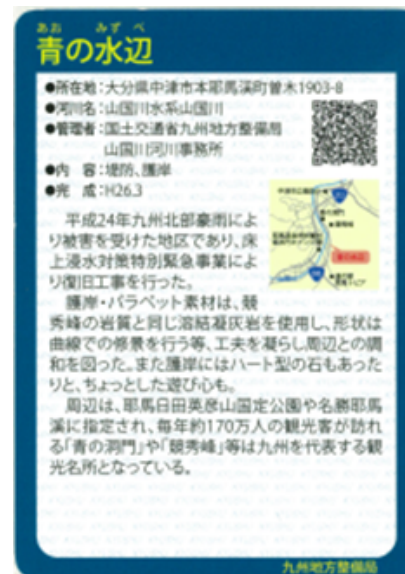 あお みずべ
青の水辺
●所在地:大分県中津市本耶馬渓町曽木1903-8
●河川名:山国川水系山国川
●管理者:国土交通省九州地方整備局
山国川河川事務所
●内 容:堤防、護岸
●完 成:H26.3
平成24年九州北部豪雨によ
り被害を受けた地区であり、床
上浸水対策特別緊急事業によ
り復旧工事を行った。
護岸・パラペット素材は、競
秀峰の岩質と同じ溶結凝灰岩を使用し、形状は
曲線での修景を行う等、工夫を凝らし周辺との調
和を図った。また護岸にはハート型の石もあった
りと、ちょっとした遊び心も。
周辺は、耶馬日田英彦山国定公園や名勝耶馬
渓に指定され、毎年約170万人の観光客が訪れ
る「青の洞門」や「競秀峰」等は九州を代表する観
光名所となっている。
九州地方整備局